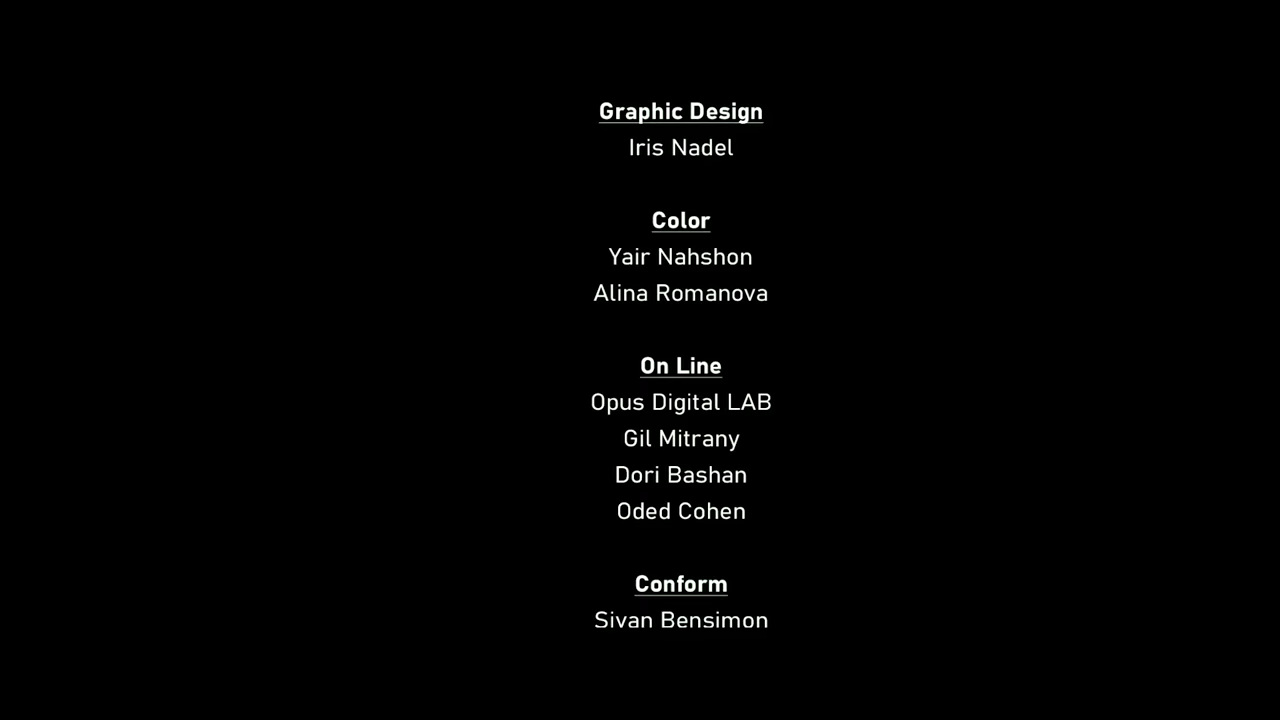 Graphic Design
Iris Nadel
Color
Yair Nahshon
Alina Romanova
On Line
Opus Digital LAB
Gil Mitrany
Dori Bashan
Oded Cohen
Conform
Sivan Bensimon